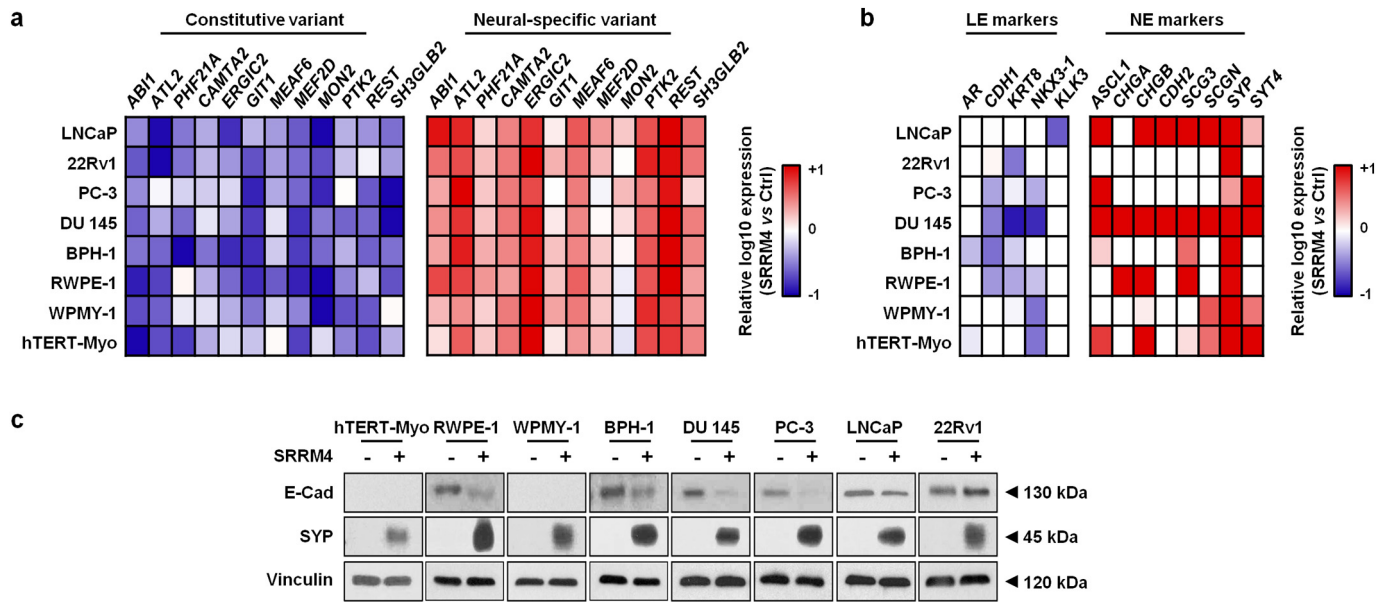 a
Constitutive variant
Neural-specific variant
ABI1 ATL2 PHF21A CAMTA2 ERGIC2 GIT1 MEAF6 MEF2D MON2 PTK2 REST SH3GLB2
ABI1 ATL2 PHF21A CAMTA2 ERGIC2 GIT1 MEAF6 MEF2D MON2 PTK2 REST SH3GLB2
LNCaP
22Rv1
PC-3
DU 145
BPH-1
RWPE-1
WPMY-1
hTERT-Myo
Relative log10 expression
(SRRM4 vs Ctrl)
+1
0
-1
b
LE markers
NE markers
AR CDH1 KRT8 NKX3-1 KLK3
ASCL1 CHGA CHGB CDH2 SCG3 SCGN SYP SYT4
LNCaP
22Rv1
PC-3
DU 145
BPH-1
RWPE-1
WPMY-1
hTERT-Myo
Relative log10 expression
(SRRM4 vs Ctrl)
+1
0
-1
c
hTERT-Myo RWPE-1 WPMY-1 BPH-1 DU 145 PC-3 LNCaP 22Rv1
SRRM4 - + - + - + - + - + - + - + - +
E-Cad ◄ 130 kDa
SYP ◄ 45 kDa
Vinculin ◄ 120 kDa